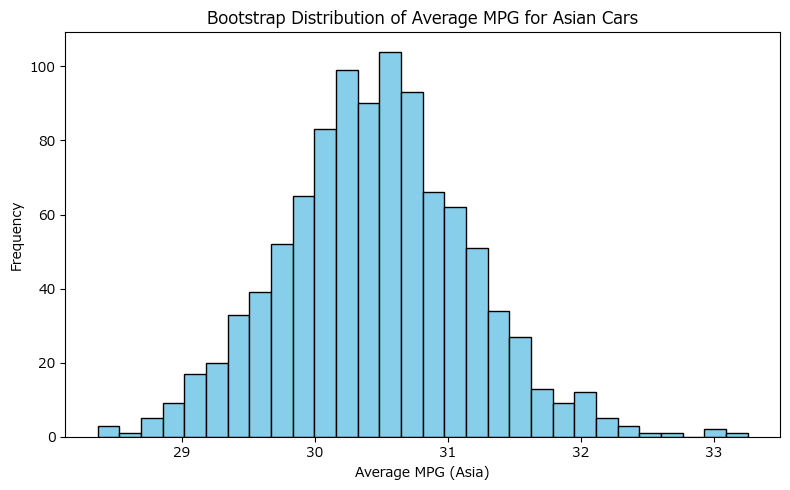 Bootstrap Distribution of Average MPG for Asian Cars
Frequency
100
80
60
40
20
0
29 30 31 32 33
Average MPG (Asia)